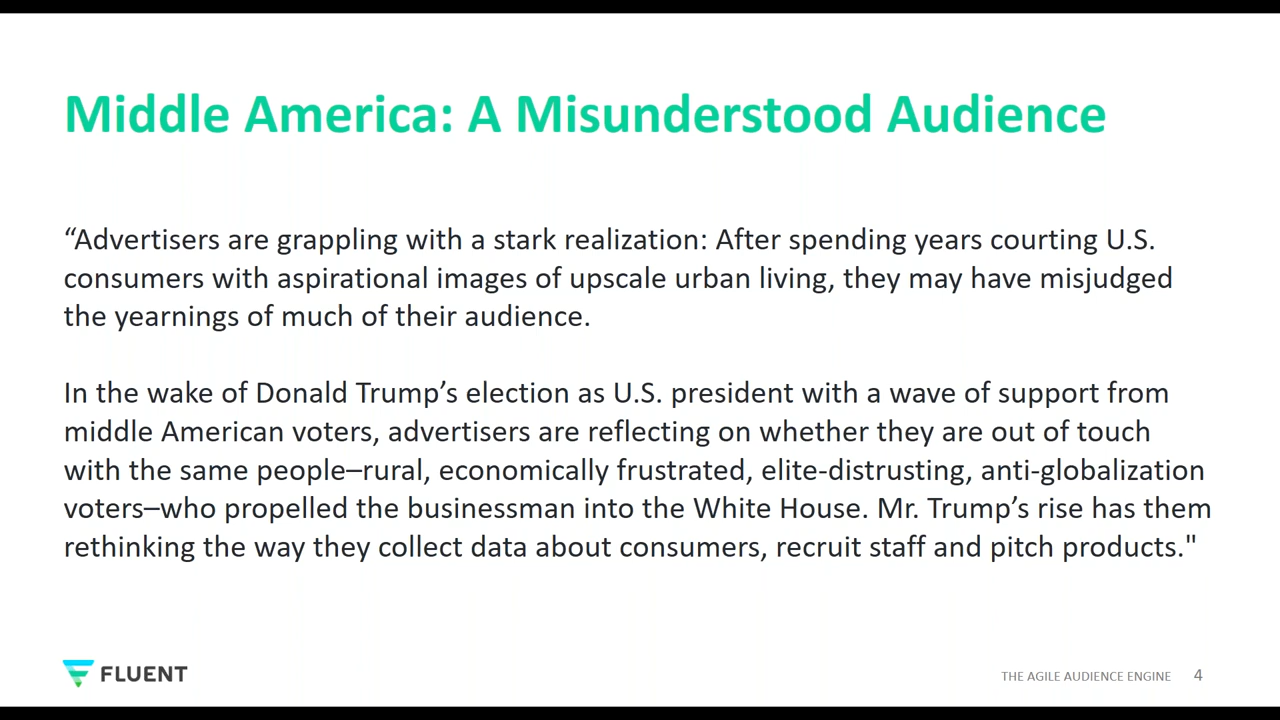 Middle America: A Misunderstood Audience
“Advertisers are grappling with a stark realization: After spending years courting U.S.
consumers with aspirational images of upscale urban living, they may have misjudged
the yearnings of much of their audience.
In the wake of Donald Trump’s election as U.S. president with a wave of support from
middle American voters, advertisers are reflecting on whether they are out of touch
with the same people–rural, economically frustrated, elite-distrusting, anti-globalization
voters–who propelled the businessman into the White House. Mr. Trump’s rise has them
rethinking the way they collect data about consumers, recruit staff and pitch products."
FLUENT
THE AGILE AUDIENCE ENGINE 4